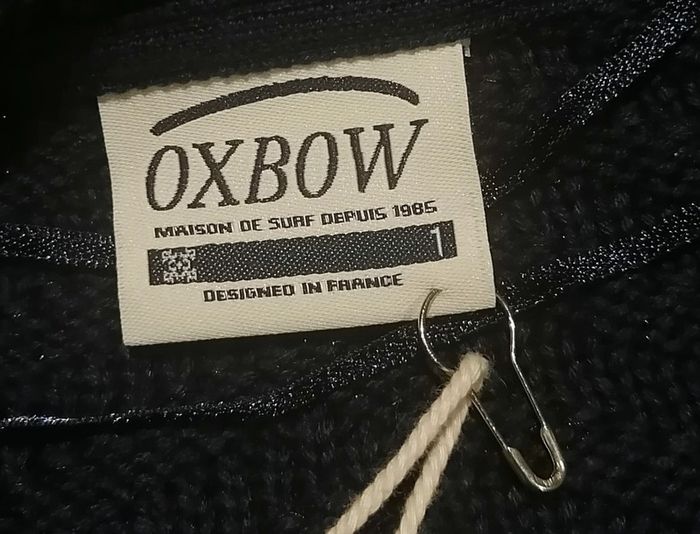 OXBOW
MAISON DE SURF DEPUIS 1985
1
DESIGNED IN FRANCE